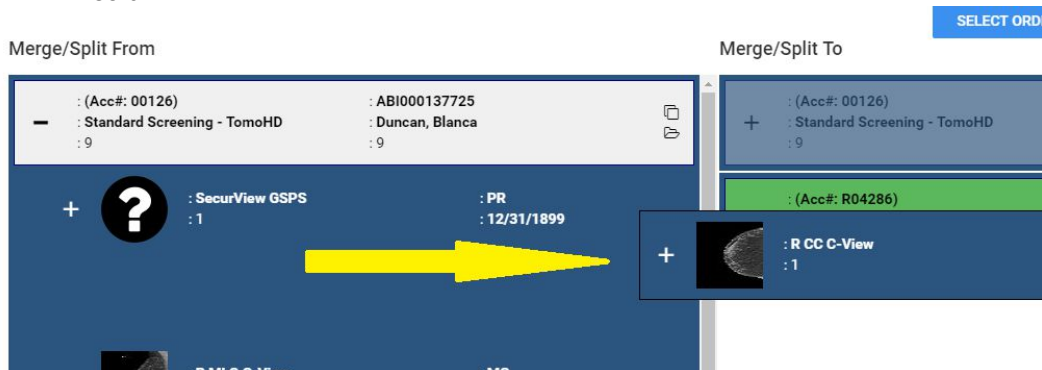 SELECT ORD
Merge/Split From
Merge/Split To
: (Acc#: 00126)
: Standard Screening - TomoHD
: 9
: ABI000137725
: Duncan, Blanca
: 9
: (Acc#: 00126)
: Standard Screening - TomoHD
: 9
: SecurView GSPS
: 1
: PR
: 12/31/1899
: (Acc#: R04286)
: R CC C-View
: 1